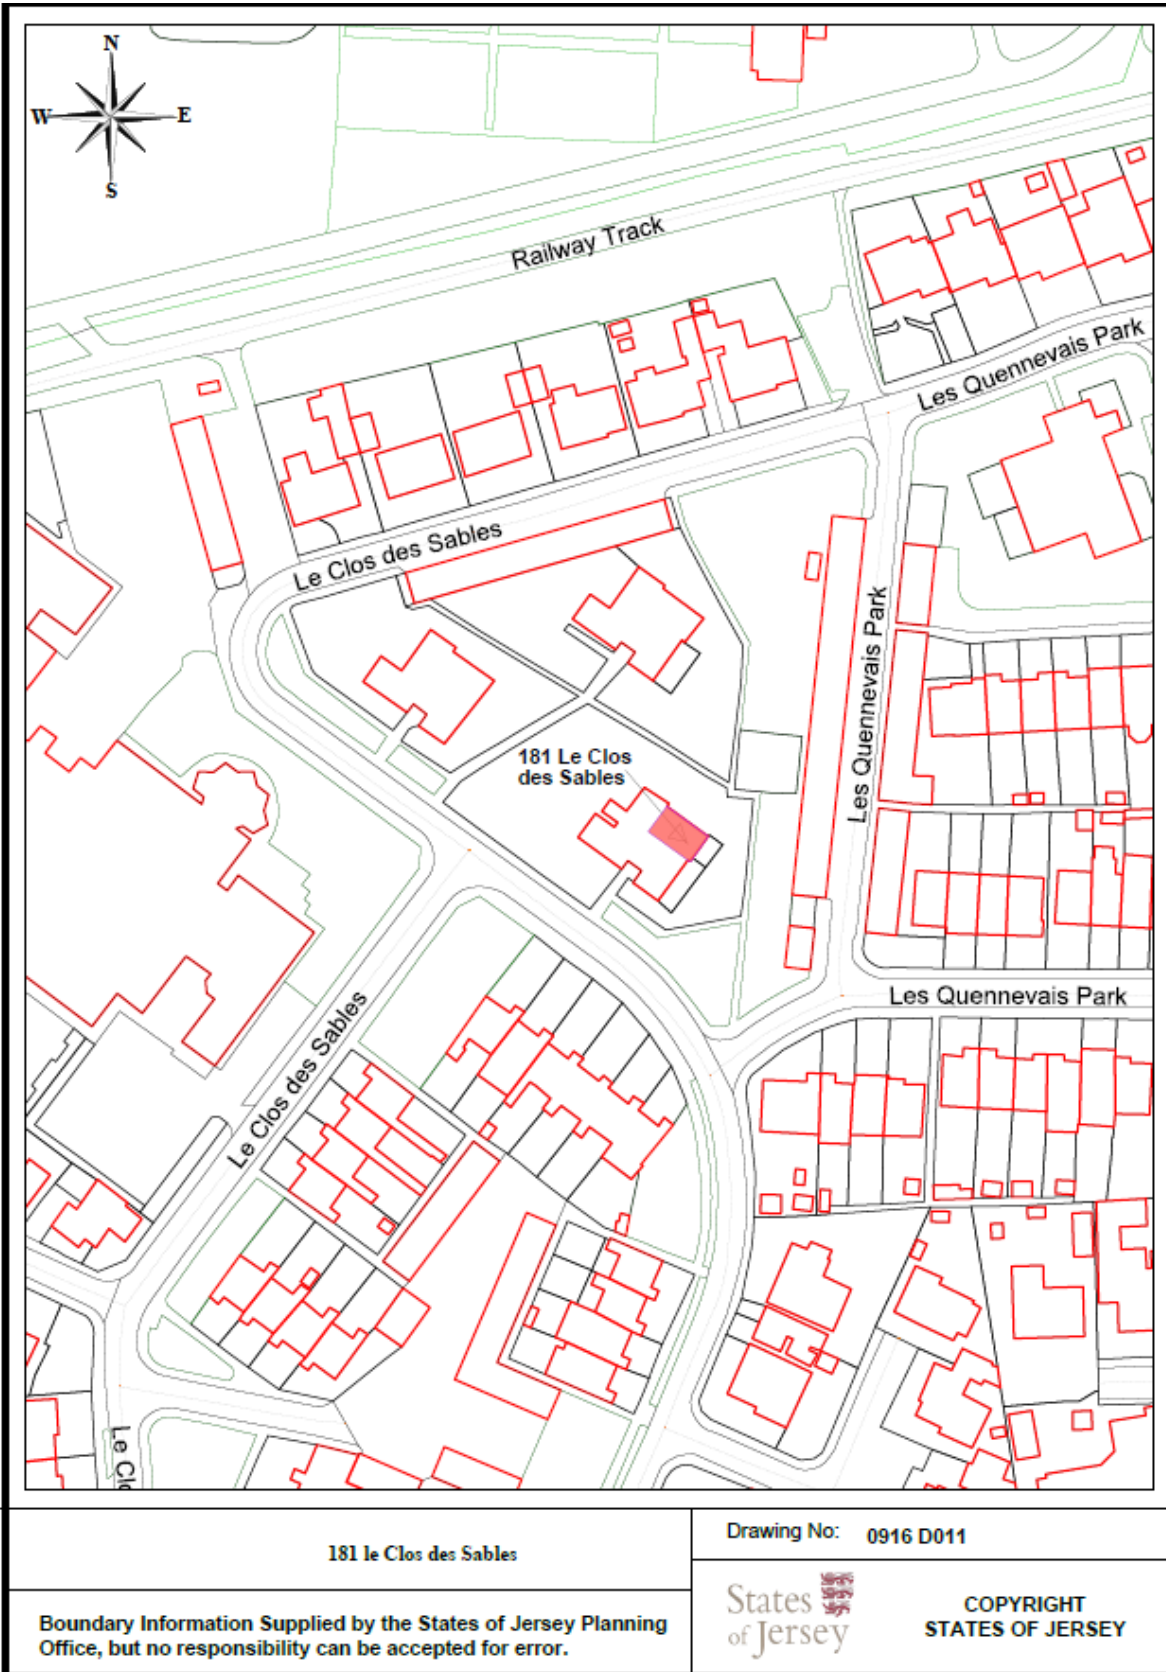 N
W E
S
Railway Track
Les Quennevais Park
Le Clos des Sables
Les Quennevais Park
181 Le Clos
des Sables
Les Quennevais Park
Le Clos des Sables
Le Clo
181 le Clos des Sables
Drawing No: 0916 D011
Boundary Information Supplied by the States of Jersey Planning
Office, but no responsibility can be accepted for error.
States
of Jersey
COPYRIGHT
STATES OF JERSEY